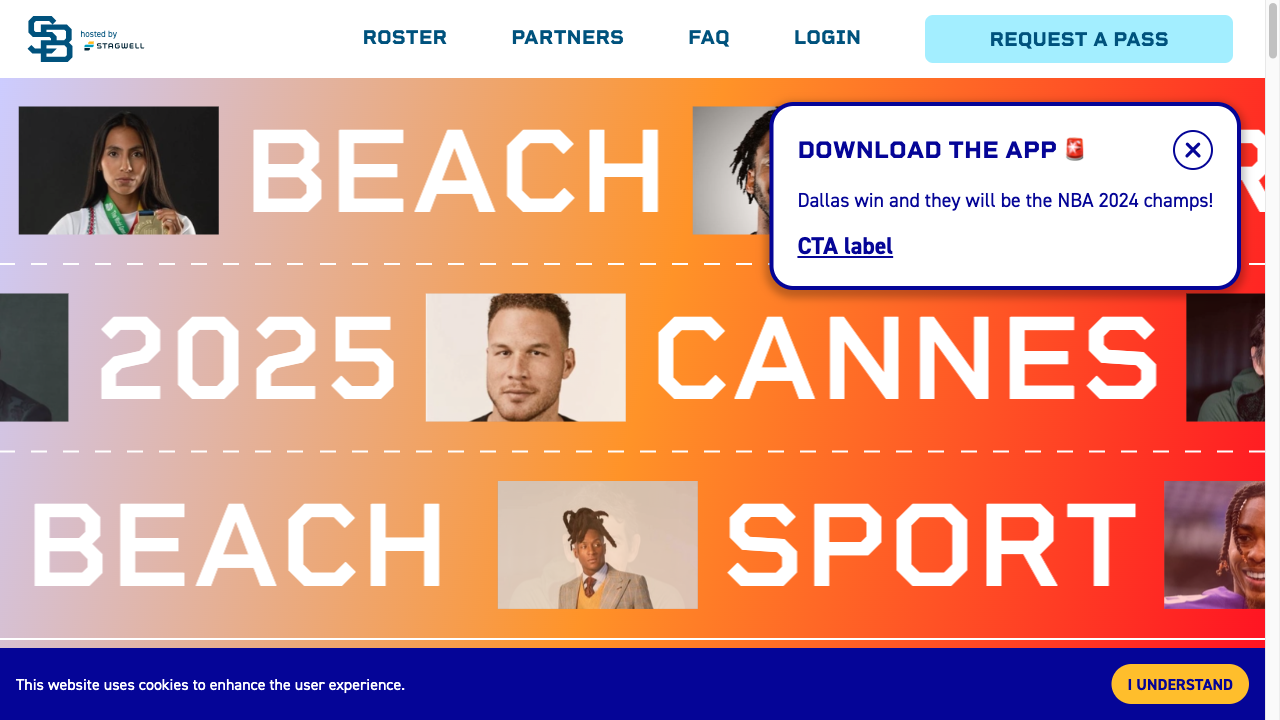 SB
hosted by
STAGWELL
ROSTER
PARTNERS
FAQ
LOGIN
REQUEST A PASS
BEACH
R
DOWNLOAD THE APP 🚨
Dallas win and they will be the NBA 2024 champs!
CTA label
2025
CANNES
BEACH
SPORT
This website uses cookies to enhance the user experience.
I UNDERSTAND